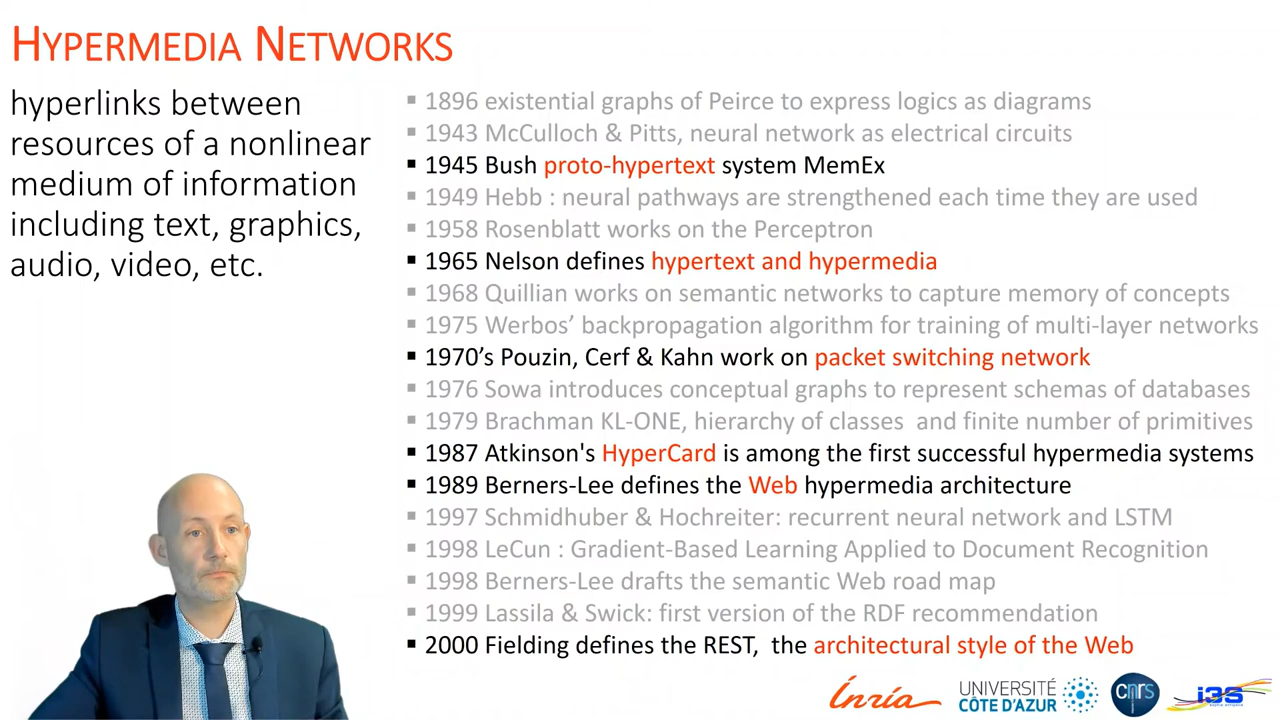 HYPERMEDIA NETWORKS
hyperlinks between
resources of a nonlinear
medium of information
including text, graphics,
audio, video, etc.
▪ 1896 existential graphs of Peirce to express logics as diagrams
▪ 1943 McCulloch & Pitts, neural network as electrical circuits
▪ 1945 Bush proto-hypertext system MemEx
▪ 1949 Hebb : neural pathways are strengthened each time they are used
▪ 1958 Rosenblatt works on the Perceptron
▪ 1965 Nelson defines hypertext and hypermedia
▪ 1968 Quillian works on semantic networks to capture memory of concepts
▪ 1975 Werbos’ backpropagation algorithm for training of multi-layer networks
▪ 1970’s Pouzin, Cerf & Kahn work on packet switching network
▪ 1976 Sowa introduces conceptual graphs to represent schemas of databases
▪ 1979 Brachman KL-ONE, hierarchy of classes and finite number of primitives
▪ 1987 Atkinson's HyperCard is among the first successful hypermedia systems
▪ 1989 Berners-Lee defines the Web hypermedia architecture
▪ 1997 Schmidhuber & Hochreiter: recurrent neural network and LSTM
▪ 1998 LeCun : Gradient-Based Learning Applied to Document Recognition
▪ 1998 Berners-Lee drafts the semantic Web road map
▪ 1999 Lassila & Swick: first version of the RDF recommendation
▪ 2000 Fielding defines the REST, the architectural style of the Web
Inria
UNIVERSITÉ
CÔTE D'AZUR
cnrs
i3S